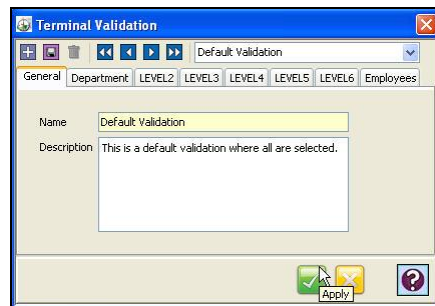 Terminal Validation
Default Validation
General Department LEVEL2 LEVEL3 LEVEL4 LEVEL5 LEVEL6 Employees
Name Default Validation
Description This is a default validation where all are selected.
Apply